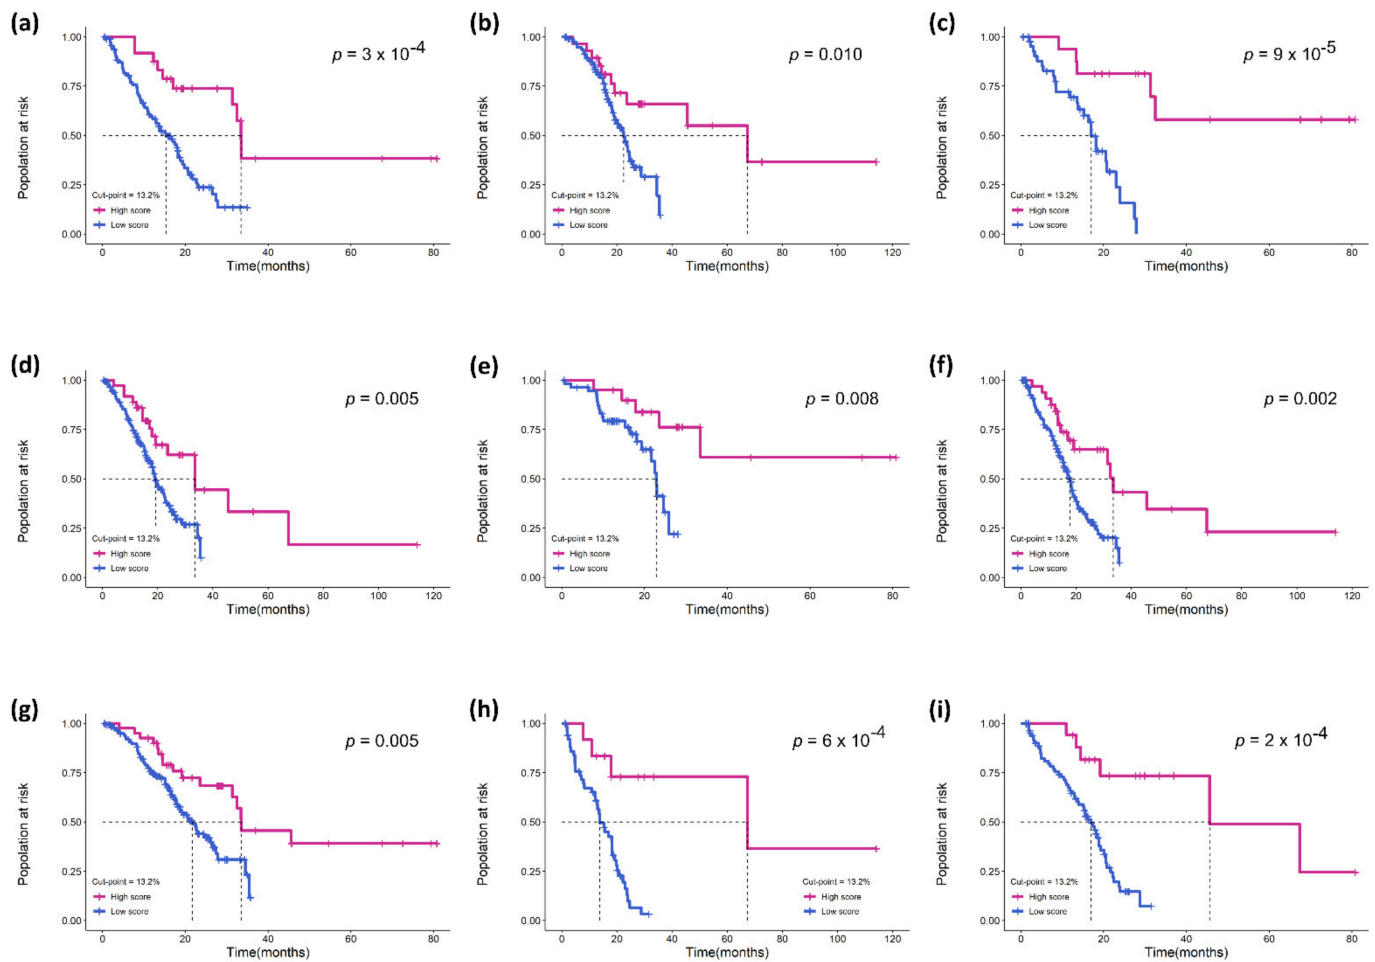 (a)
p = 3 x 10-4
Popolation at risk
1.00
0.75
0.50
0.25
0.00
Cut-point = 13.2%
High score
Low score
0 20 40 60 80
Time(months)
(b)
p = 0.010
Popolation at risk
1.00
0.75
0.50
0.25
0.00
Cut-point = 13.2%
High score
Low score
0 20 40 60 80 100 120
Time(months)
(c)
p = 9 x 10-5
Popolation at risk
1.00
0.75
0.50
0.25
0.00
Cut-point = 13.2%
High score
Low score
0 20 40 60 80
Time(months)
(d)
p = 0.005
Popolation at risk
1.00
0.75
0.50
0.25
0.00
Cut-point = 13.2%
High score
Low score
0 20 40 60 80 100 120
Time(months)
(e)
p = 0.008
Popolation at risk
1.00
0.75
0.50
0.25
0.00
Cut-point = 13.2%
High score
Low score
0 20 40 60 80
Time(months)
(f)
p = 0.002
Popolation at risk
1.00
0.75
0.50
0.25
0.00
Cut-point = 13.2%
High score
Low score
0 20 40 60 80 100 120
Time(months)
(g)
p = 0.005
Popolation at risk
1.00
0.75
0.50
0.25
0.00
Cut-point = 13.2%
High score
Low score
0 20 40 60 80
Time(months)
(h)
p = 6 x 10-4
Popolation at risk
1.00
0.75
0.50
0.25
0.00
Cut-point = 13.2%
High score
Low score
0 20 40 60 80 100 120
Time(months)
(i)
p = 2 x 10-4
Popolation at risk
1.00
0.75
0.50
0.25
0.00
Cut-point = 13.2%
High score
Low score
0 20 40 60 80
Time(months)